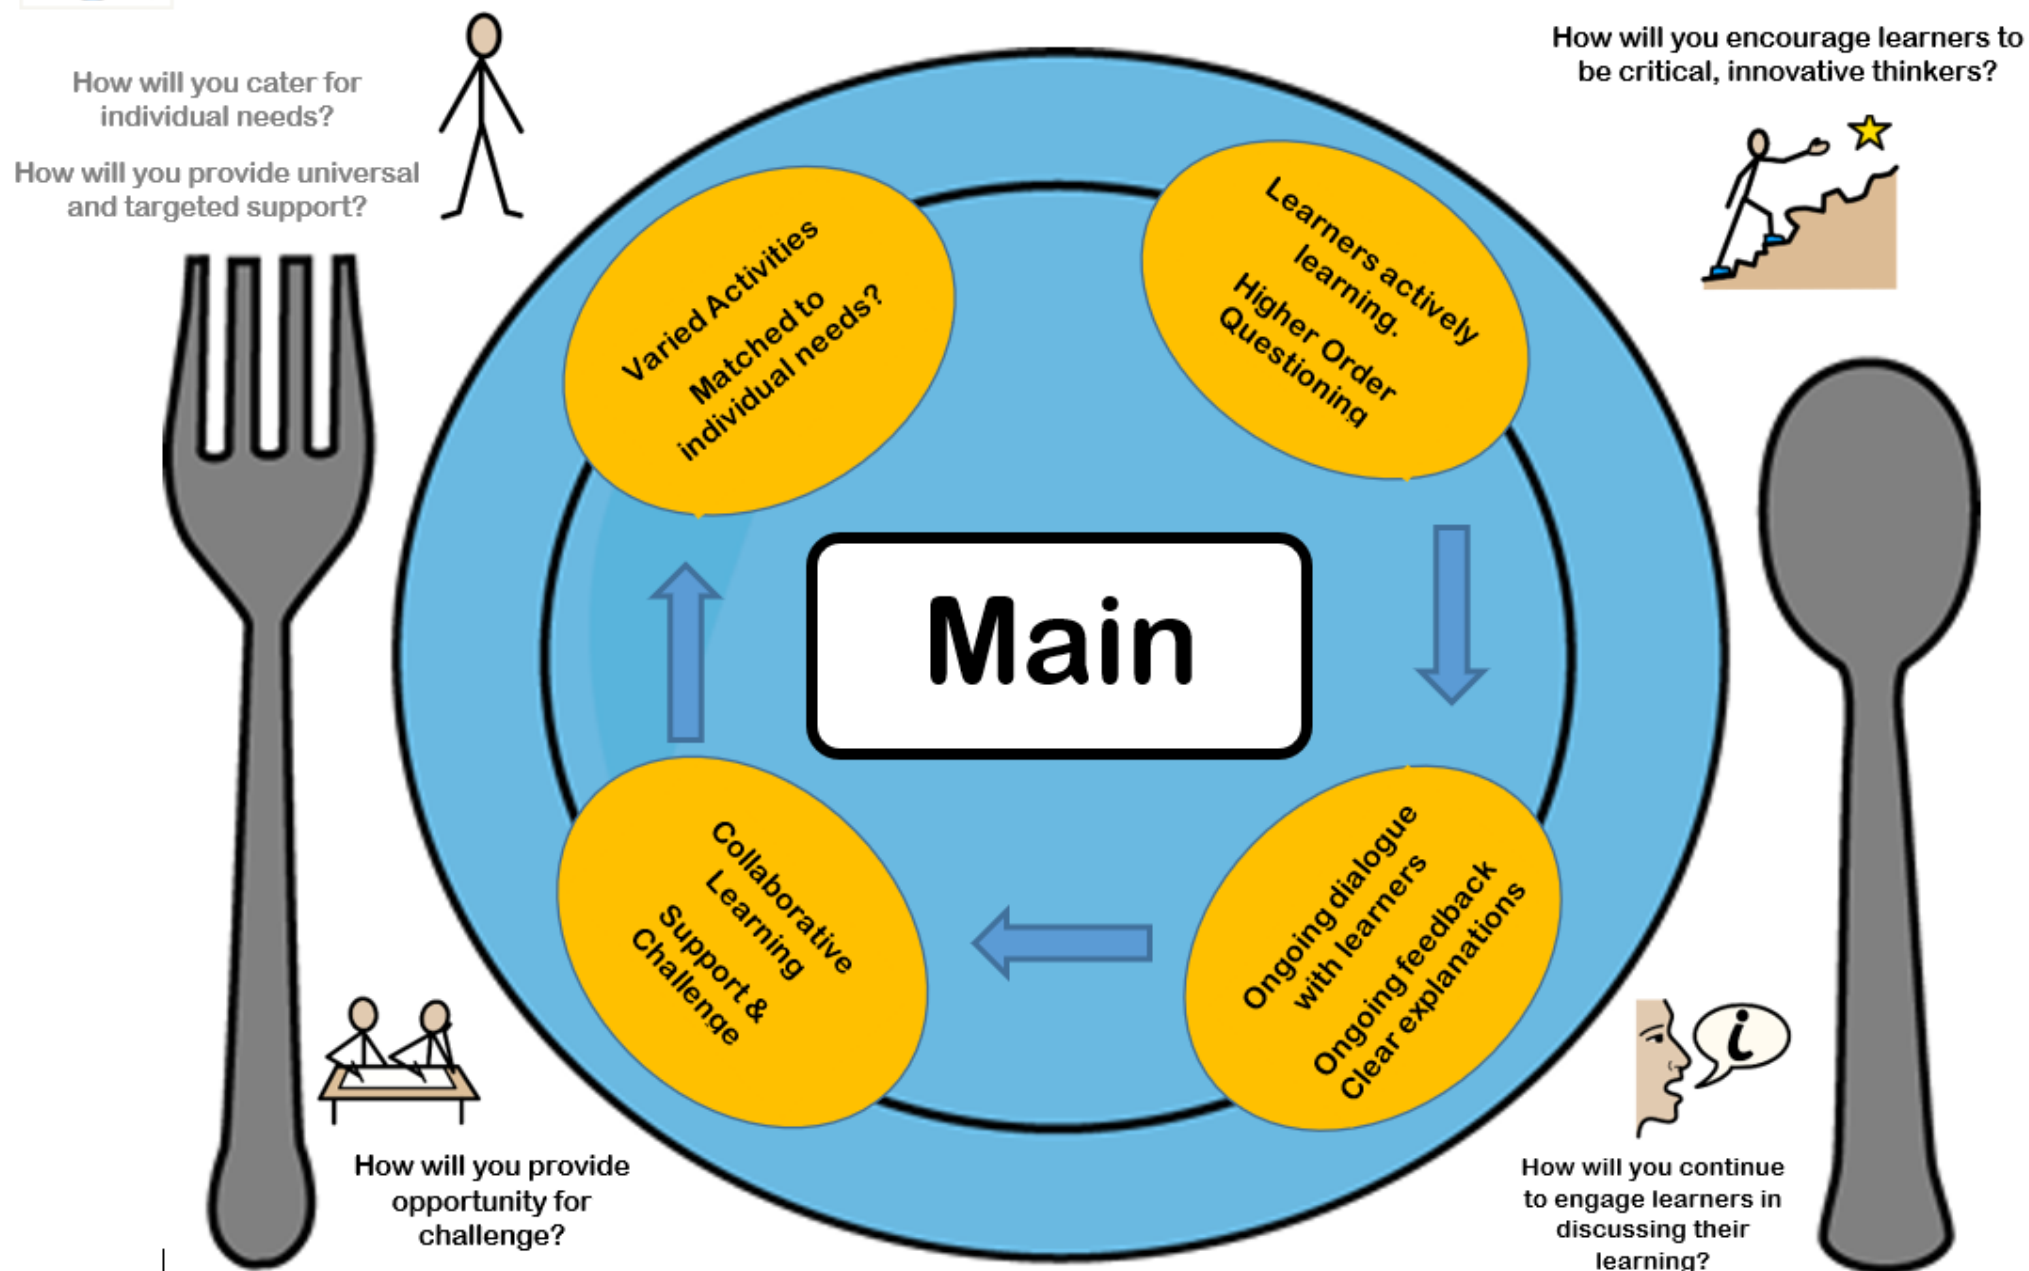 How will you cater for
individual needs?
How will you provide universal
and targeted support?
How will you encourage learners to
be critical, innovative thinkers?
Varied Activities
Matched to
individual needs?
Learners actively
learning.
Higher Order
Questioning
Main
Collaborative
Learning
Support &
Challenge
Ongoing dialogue
with learners
Ongoing feedback
Clear explanations
i
How will you provide
opportunity for
challenge?
How will you continue
to engage learners in
discussing their
learning?